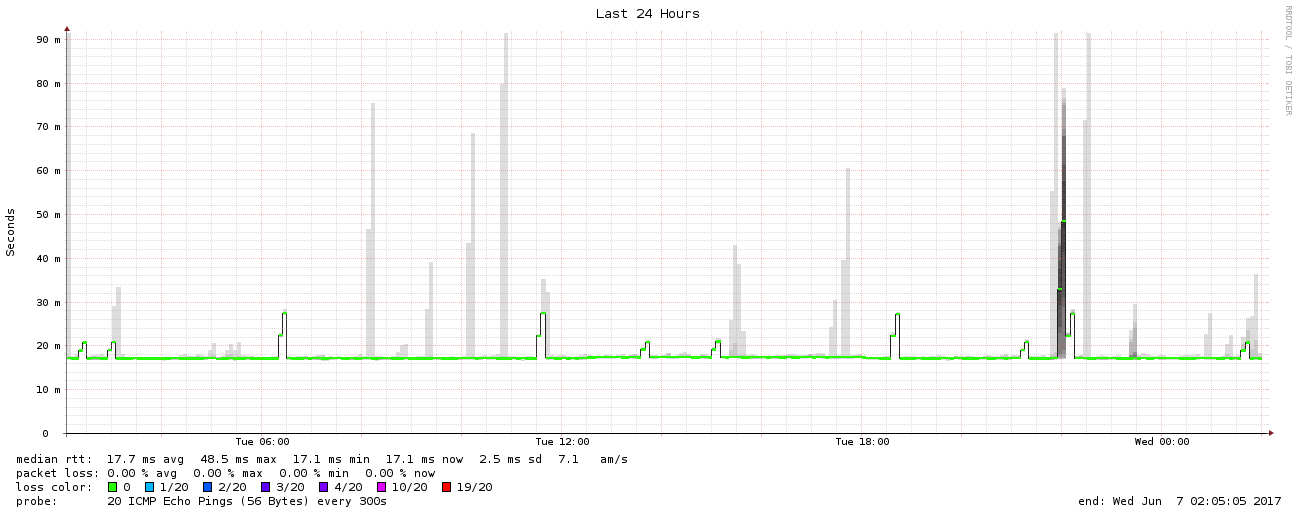 Last 24 Hours
RRDTOOL / TOBI OETIKER
Seconds
90 m
80 m
70 m
60 m
50 m
40 m
30 m
20 m
10 m
0
Tue 06:00 Tue 12:00 Tue 18:00 Wed 00:00
median rtt: 17.7 ms avg 48.5 ms max 17.1 ms min 17.1 ms now 2.5 ms sd 7.1 am/s
packet loss: 0.00 % avg 0.00 % max 0.00 % min 0.00 % now
loss color: 0 1/20 2/20 3/20 4/20 10/20 19/20
probe: 20 ICMP Echo Pings (56 Bytes) every 300s end: Wed Jun 7 02:05:05 2017